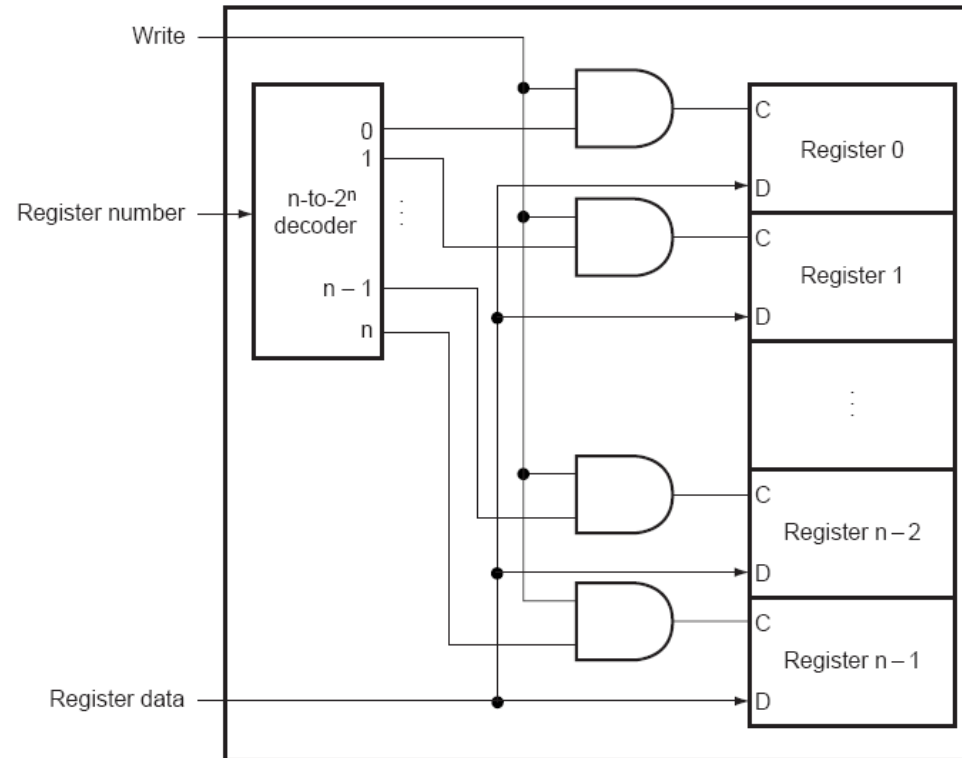 Write
C
0
Register 0
1
D
n-to-2ⁿ
Register number
decoder
⋮
C
Register 1
n – 1
D
n
⋮
C
Register n – 2
D
C
Register n – 1
Register data
D